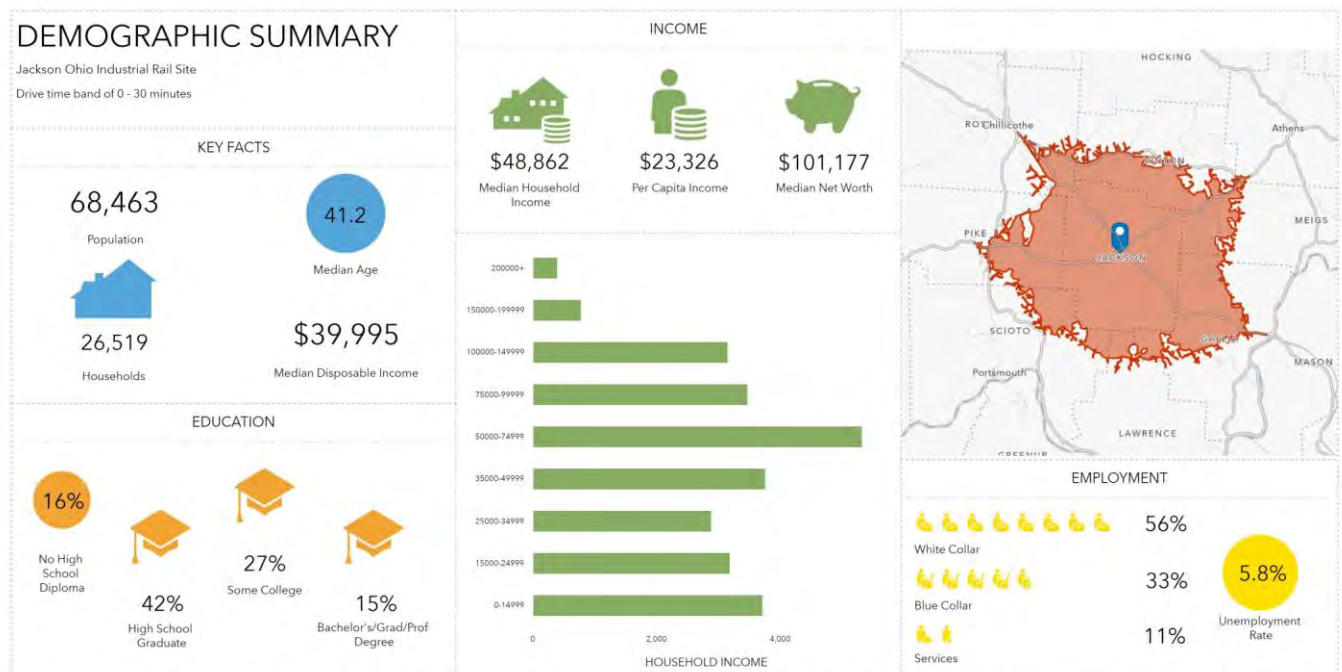 DEMOGRAPHIC SUMMARY
Jackson Ohio Industrial Rail Site
Drive time band of 0 - 30 minutes
KEY FACTS
68,463
Population
41.2
Median Age
26,519
Households
$39,995
Median Disposable Income
EDUCATION
16%
No High
School
Diploma
42%
High School
Graduate
27%
Some College
15%
Bachelor's/Grad/Prof
Degree
INCOME
$48,862
Median Household
Income
$23,326
Per Capita Income
$101,177
Median Net Worth
200000+
150000-199999
100000-149999
75000-99999
50000-74999
35000-49999
25000-34999
15000-24999
0-14999
0
2,000
4,000
HOUSEHOLD INCOME
HOCKING
Chillicothe
Athens
VINTON
MEIGS
PIKE
JACKSON
SCIOTO
GALLIA
MASON
Portsmouth
LAWRENCE
EMPLOYMENT
56%
White Collar
33%
Blue Collar
11%
Services
5.8%
Unemployment
Rate